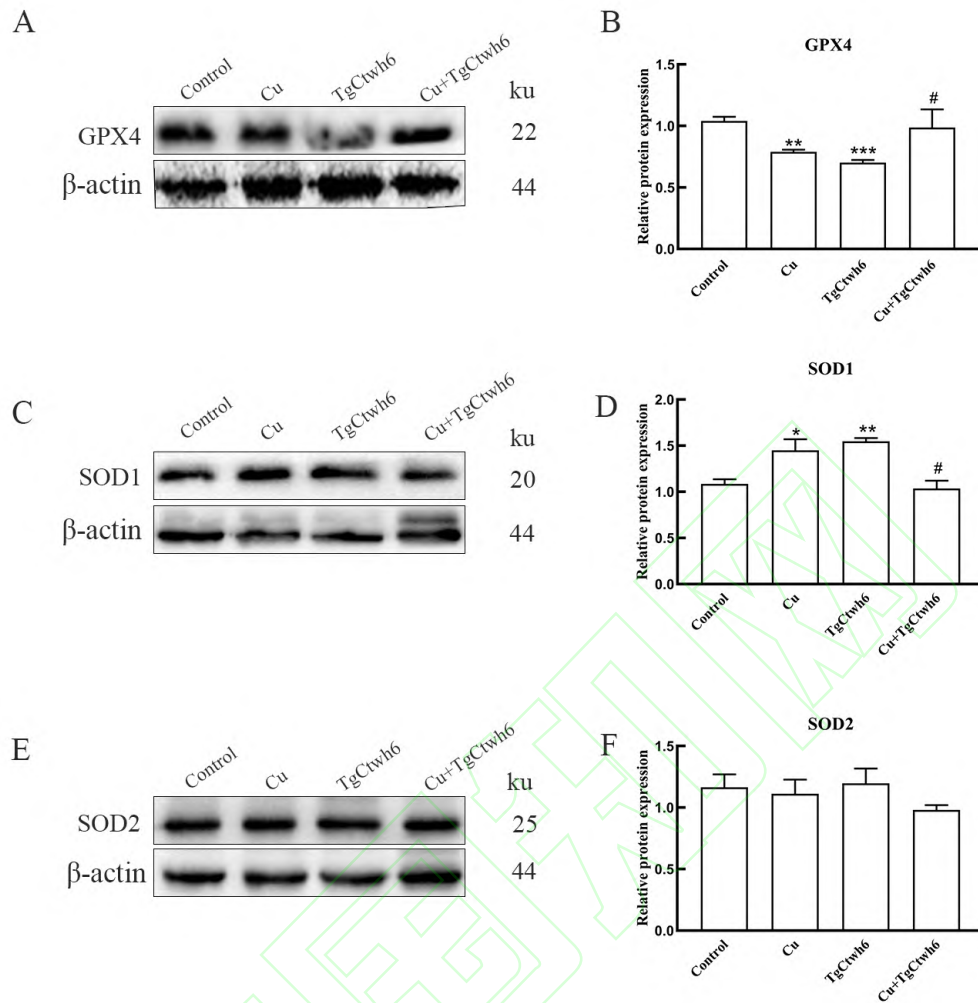 A
Control
Cu
TgCtwh6
Cu+TgCtwh6
ku
GPX4
22
β-actin
44
B
GPX4
Relative protein expression
1.5
1.0
0.5
0.0
**
***
#
Control
Cu
TgCtwh6
Cu+TgCtwh6
C
Control
Cu
TgCtwh6
Cu+TgCtwh6
ku
SOD1
20
β-actin
44
D
SOD1
Relative protein expression
2.0
1.5
1.0
0.5
0.0
*
**
#
Control
Cu
TgCtwh6
Cu+TgCtwh6
E
Control
Cu
TgCtwh6
Cu+TgCtwh6
ku
SOD2
25
β-actin
44
F
SOD2
Relative protein expression
1.5
1.0
0.5
0.0
Control
Cu
TgCtwh6
Cu+TgCtwh6